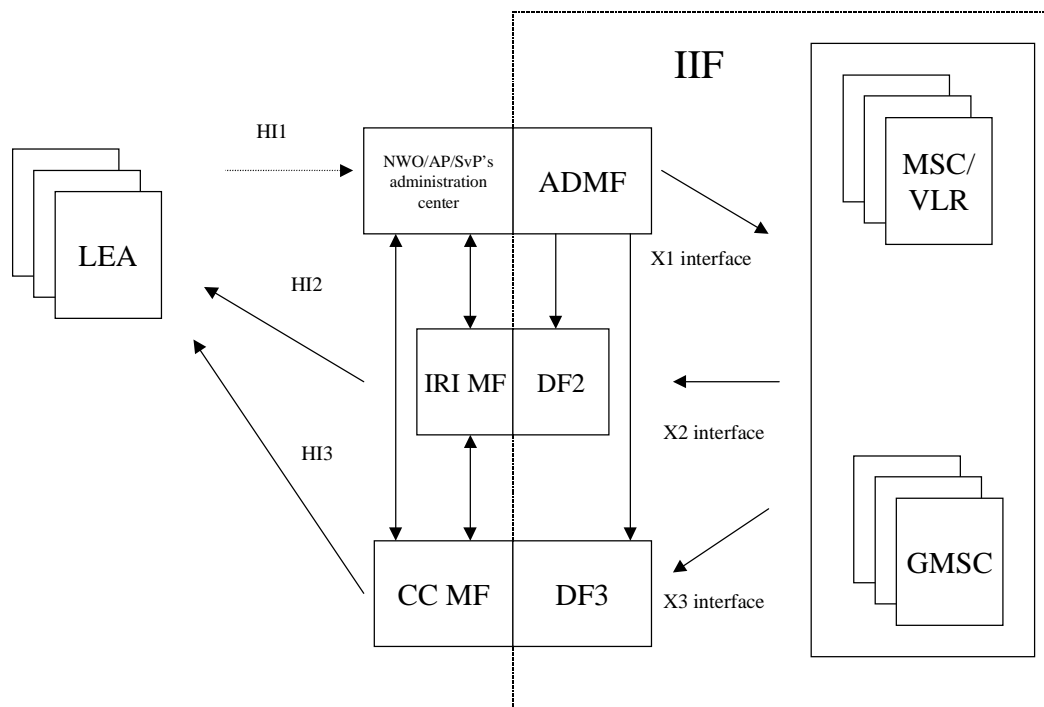 IIF
HI1
NWO/AP/SvP's
administration
center
ADMF
MSC/
VLR
LEA
X1 interface
HI2
IRI MF
DF2
X2 interface
HI3
GMSC
CC MF
DF3
X3 interface